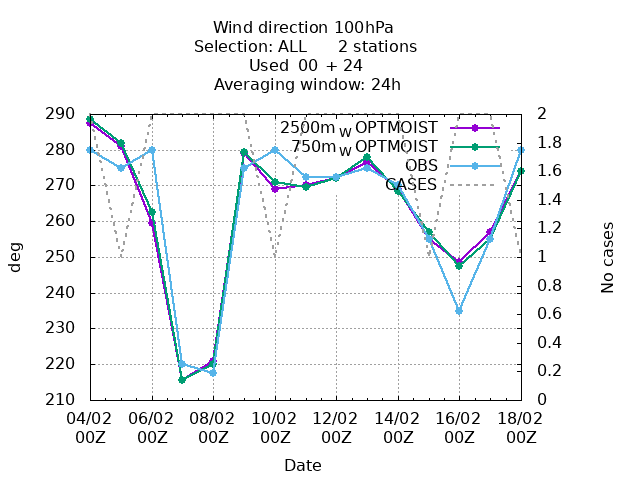 Wind direction 100hPa
Selection: ALL 2 stations
Used 00 + 24
Averaging window: 24h
290 2
2500m W OPTMOIST
280 1.8
750m W OPTMOIST
OBS
270 1.6
CASES
260 1.4
250 1.2
240 1
230 0.8
220 0.6
210 0.4
0.2
0
deg
No cases
04/02 06/02 08/02 10/02 12/02 14/02 16/02 18/02
00Z 00Z 00Z 00Z 00Z 00Z 00Z 00Z
Date